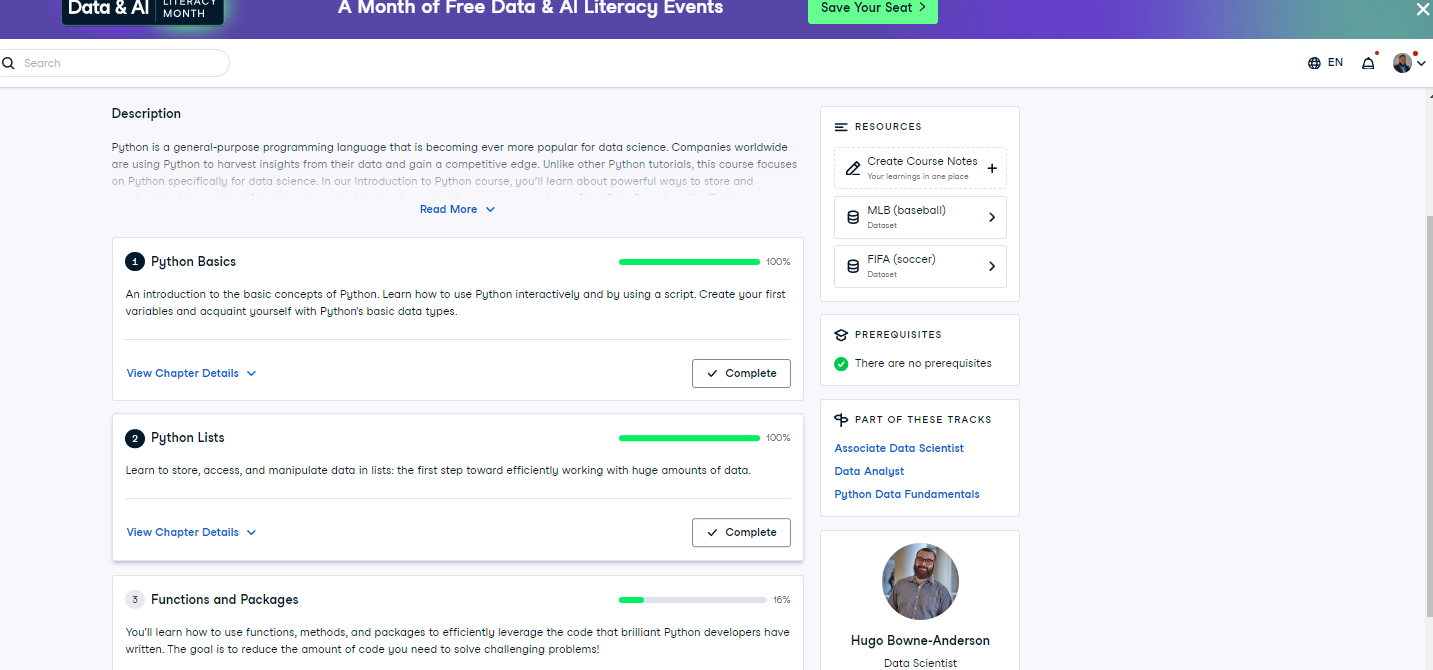 Data & AI
LITERACY
MONTH
A Month of Free Data & AI Literacy Events
Save Your Seat
Search
EN
Description
Python is a general-purpose programming language that is becoming ever more popular for data science. Companies worldwide
are using Python to harvest insights from their data and gain a competitive edge. Unlike other Python tutorials, this course focuses
on Python specifically for data science. In our Introduction to Python course, you'll learn about powerful ways to store and
Read More
1 Python Basics
100%
An introduction to the basic concepts of Python. Learn how to use Python interactively and by using a script. Create your first
variables and acquaint yourself with Python's basic data types.
View Chapter Details
Complete
2 Python Lists
100%
Learn to store, access, and manipulate data in lists: the first step toward efficiently working with huge amounts of data.
View Chapter Details
Complete
3 Functions and Packages
16%
You'll learn how to use functions, methods, and packages to efficiently leverage the code that brilliant Python developers have
written. The goal is to reduce the amount of code you need to solve challenging problems!
RESOURCES
Create Course Notes
Your learnings in one place
MLB (baseball)
Dataset
FIFA (soccer)
Dataset
PREREQUISITES
There are no prerequisites
PART OF THESE TRACKS
Associate Data Scientist
Data Analyst
Python Data Fundamentals
Hugo Bowne-Anderson
Data Scientist